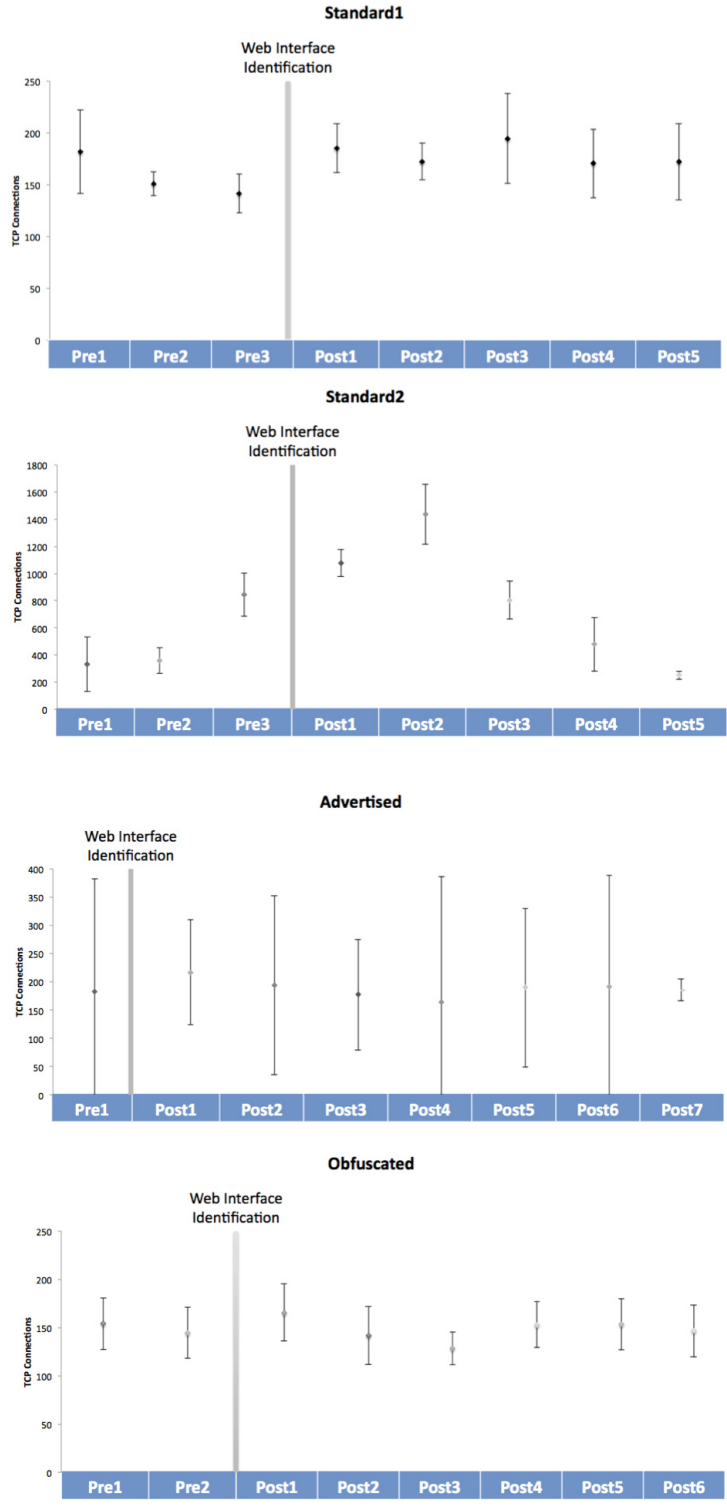 Standard1
Web Interface
Identification
TCP Connections
250
200
150
100
50
0
Pre1 Pre2 Pre3 Post1 Post2 Post3 Post4 Post5
Standard2
Web Interface
Identification
TCP Connections
1800
1600
1400
1200
1000
800
600
400
200
0
Pre1 Pre2 Pre3 Post1 Post2 Post3 Post4 Post5
Advertised
Web Interface
Identification
TCP Connections
400
350
300
250
200
150
100
50
0
Pre1 Post1 Post2 Post3 Post4 Post5 Post6 Post7
Obfuscated
Web Interface
Identification
TCP Connections
250
200
150
100
50
0
Pre1 Pre2 Post1 Post2 Post3 Post4 Post5 Post6